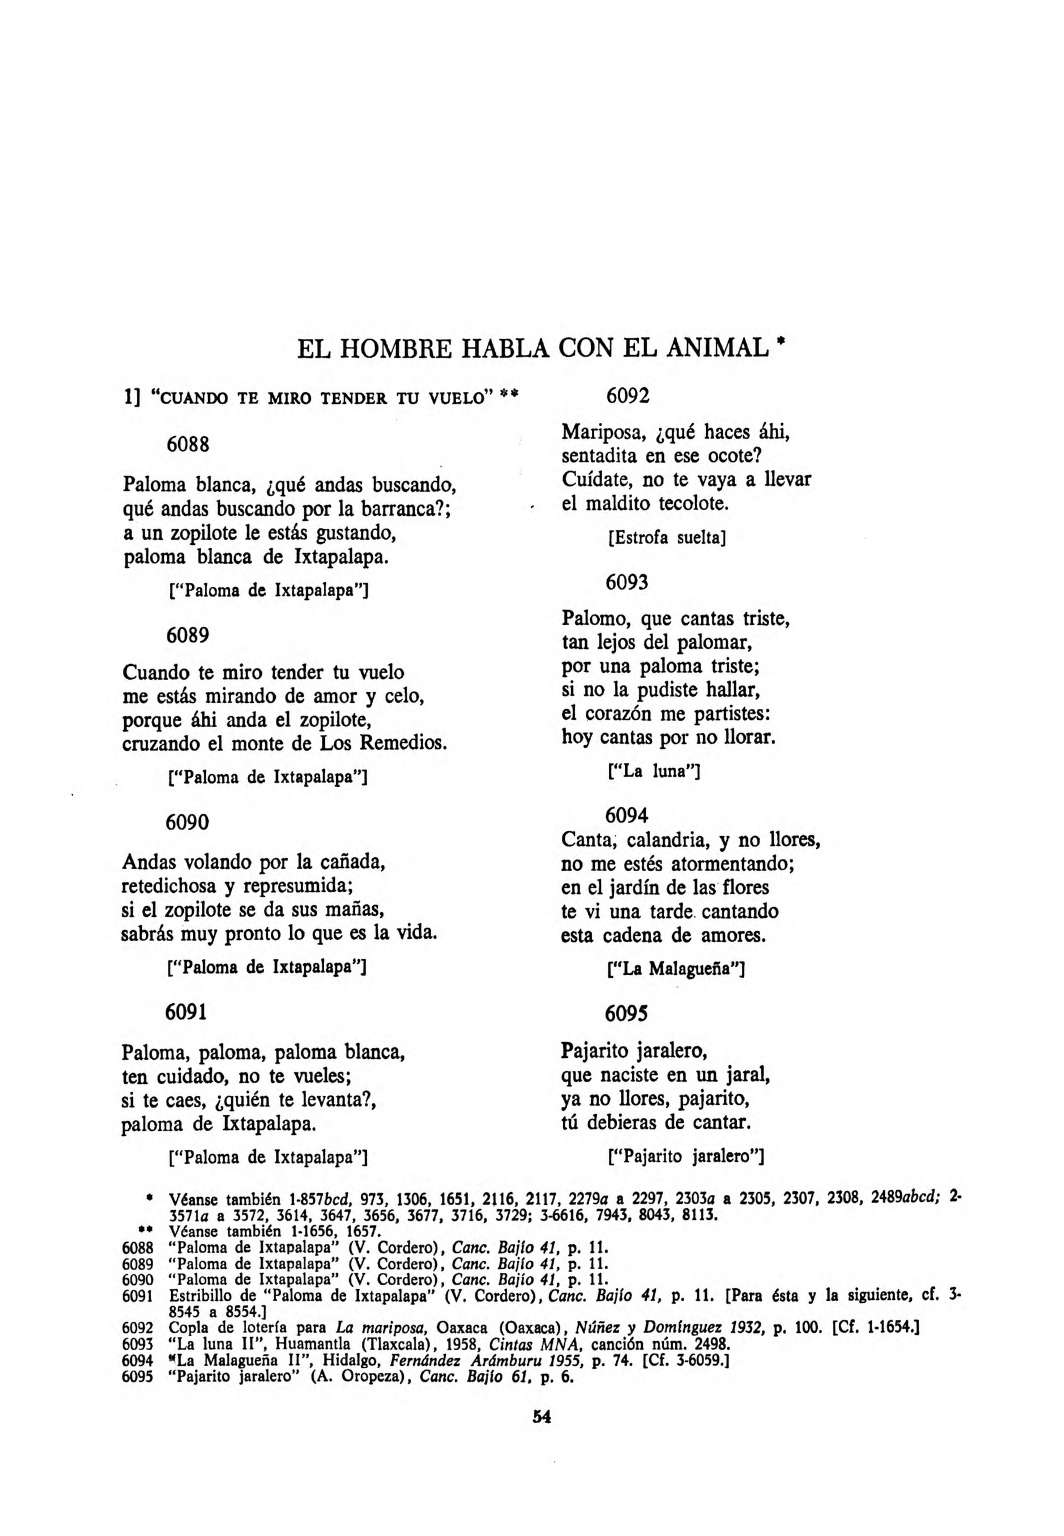 EL HOMBRE HABLA CON EL ANIMAL *
1] “CUANDO TE MIRO TENDER TU VUELO” **
6088
Paloma blanca, ¿qué andas buscando,
qué andas buscando por la barranca?;
a un zopilote le estás gustando,
paloma blanca de Ixtapalapa.
[“Paloma de Ixtapalapa”]
6089
Cuando te miro tender tu vuelo
me estás mirando de amor y celo,
porque áhi anda el zopilote,
cruzando el monte de Los Remedios.
[“Paloma de Ixtapalapa”]
6090
Andas volando por la cañada,
retedichosa y represumida;
si el zopilote se da sus mañas,
sabrás muy pronto lo que es la vida.
[“Paloma de Ixtapalapa”]
6091
Paloma, paloma, paloma blanca,
ten cuidado, no te vueles;
si te caes, ¿quién te levanta?,
paloma de Ixtapalapa.
[“Paloma de Ixtapalapa”]
6092
Mariposa, ¿qué haces áhi,
sentadita en ese ocote?
Cuídate, no te vaya a llevar
el maldito tecolote.
[Estrofa suelta]
6093
Palomo, que cantas triste,
tan lejos del palomar,
por una paloma triste;
si no la pudiste hallar,
el corazón me partistes:
hoy cantas por no llorar.
[“La luna”]
6094
Canta, calandria, y no llores,
no me estés atormentando;
en el jardín de las flores
te vi una tarde cantando
esta cadena de amores.
[“La Malagueña”]
6095
Pajarito jaralero,
que naciste en un jaral,
ya no llores, pajarito,
tú debieras de cantar.
[“Pajarito jaralero”]
* Véanse también 1-857bcd, 973, 1306, 1651, 2116, 2117, 2279a a 2297, 2303a a 2305, 2307, 2308, 2489abcd; 2-
3571a a 3572, 3614, 3647, 3656, 3677, 3716, 3729; 3-6616, 7943, 8043, 8113.
** Véanse también 1-1656, 1657.
6088 “Paloma de Ixtapalapa” (V. Cordero), Canc. Bajío 41, p. 11.
6089 “Paloma de Ixtapalapa” (V. Cordero), Canc. Bajío 41, p. 11.
6090 “Paloma de Ixtapalapa” (V. Cordero), Canc. Bajío 41, p. 11.
6091 Estribillo de “Paloma de Ixtapalapa” (V. Cordero), Canc. Bajío 41, p. 11. [Para ésta y la siguiente, cf. 3-
8545 a 8554.]
6092 Copla de lotería para La mariposa, Oaxaca (Oaxaca), Núñez y Domínguez 1932, p. 100. [Cf. 1-1654.]
6093 “La luna II”, Huamantla (Tlaxcala), 1958, Cintas MNA, canción núm. 2498.
6094 “La Malagueña II”, Hidalgo, Fernández Arámburu 1955, p. 74. [Cf. 3-6059.]
6095 “Pajarito jaralero” (A. Oropeza), Canc. Bajío 61, p. 6.
54